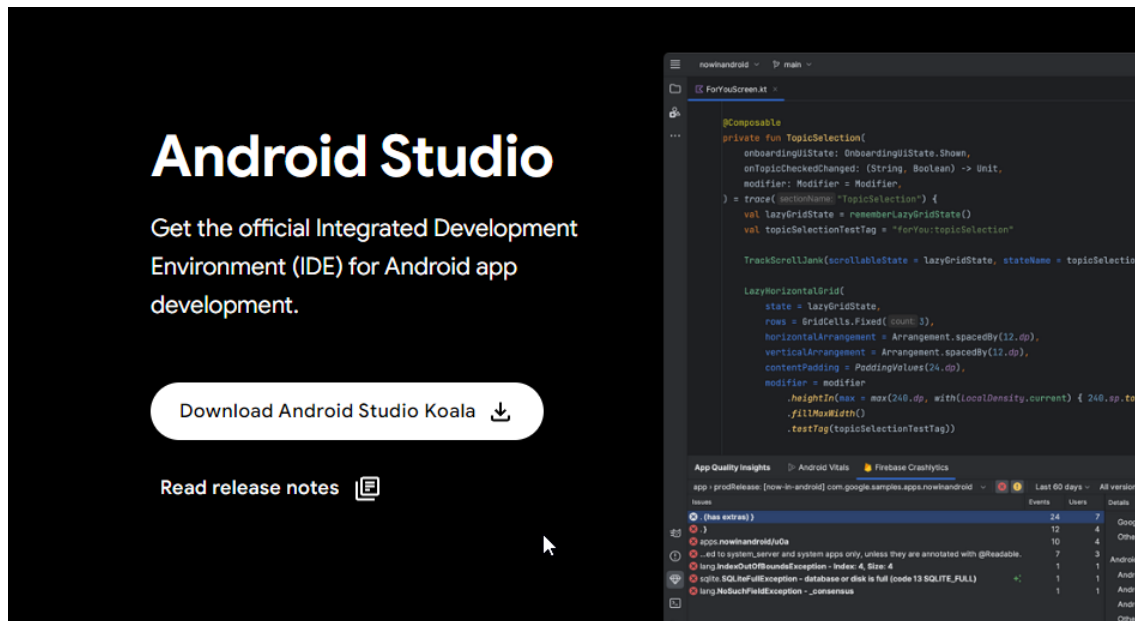 Android Studio
Get the official Integrated Development
Environment (IDE) for Android app
development.
Download Android Studio Koala
Read release notes
nowinandroid
main
ForYouScreen.kt
@Composable
private fun TopicSelection(
onboardingUiState: OnboardingUiState.Shown,
onTopicCheckedChanged: (String, Boolean) -> Unit,
modifier: Modifier = Modifier,
) = trace( sectionName: "TopicSelection") {
val lazyGridState = rememberLazyGridState()
val topicSelectionTestTag = "forYou:topicSelection"
TrackScrollJank(scrollableState = lazyGridState, stateName = topicSelectio
LazyHorizontalGrid(
state = lazyGridState,
rows = GridCells.Fixed( count: 3),
horizontalArrangement = Arrangement.spacedBy(12.dp),
verticalArrangement = Arrangement.spacedBy(12.dp),
contentPadding = PaddingValues(24.dp),
modifier = modifier
.heightIn(max = max(240.dp, with(LocalDensity.current) { 240.sp.to
.fillMaxWidth()
.testTag(topicSelectionTestTag))
App Quality Insights Android Vitals Firebase Crashlytics
app › prodRelease: [now-in-android] com.google.samples.apps.nowinandroid Last 60 days All version
Issues Events Users Details
. (has extras) } 24 7
. } 12 4
apps.nowinandroid/u0a 10 4
...ed to system_server and system apps only, unless they are annotated with @Readable. 7 3
lang.IndexOutOfBoundsException - Index: 4, Size: 4 1 1
sqlite.SQLiteFullException - database or disk is full (code 13 SQLITE_FULL) 1 1
lang.NoSuchFieldException - _consensus 1 1
Goog
Othe
Androi
Andr
Andr
Andr
Othe